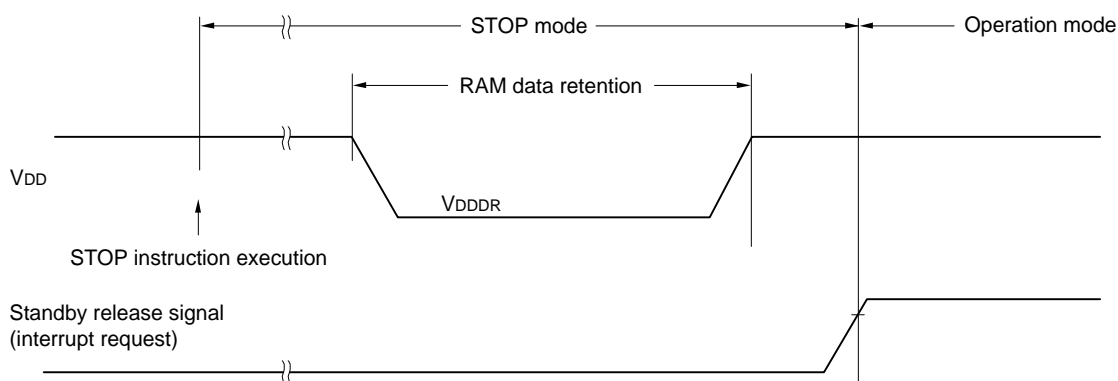 STOP mode
Operation mode
RAM data retention
VDD
VDDDR
STOP instruction execution
Standby release signal
(interrupt request)